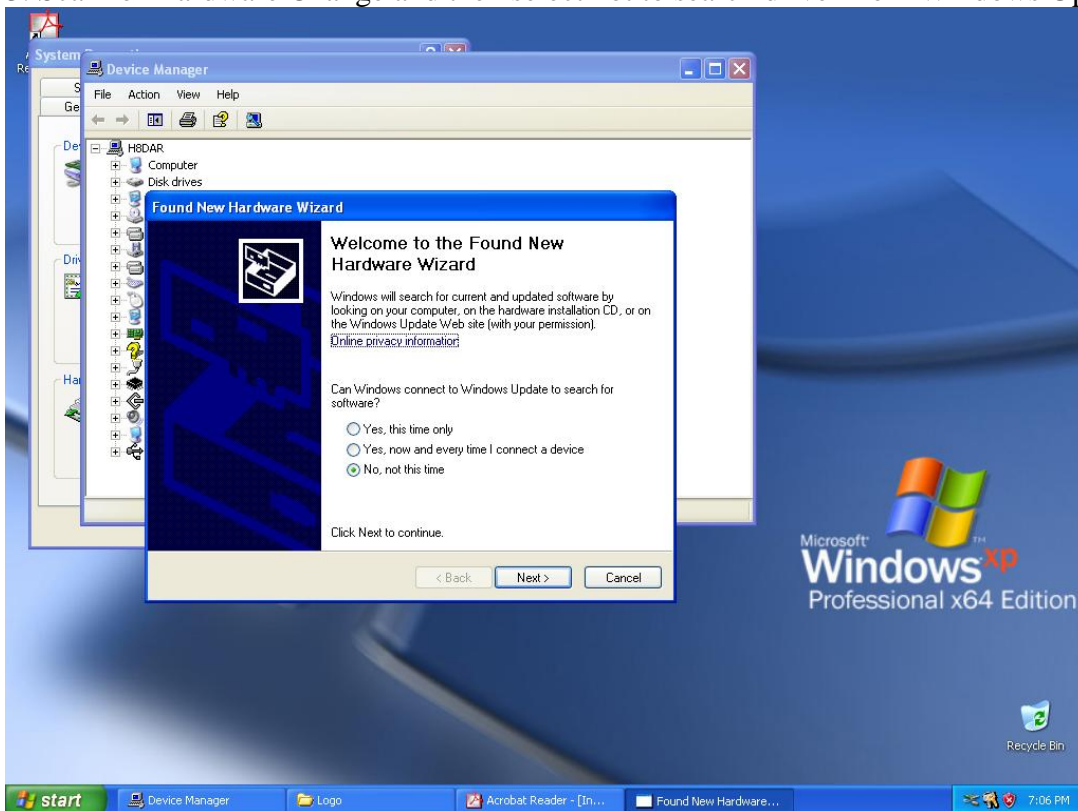 System
Device Manager
File Action View Help
H8DAR
Computer
Disk drives
Found New Hardware Wizard
Welcome to the Found New
Hardware Wizard
Windows will search for current and updated software by
looking on your computer, on the hardware installation CD, or on
the Windows Update Web site (with your permission).
Online privacy information
Can Windows connect to Windows Update to search for
software?
Yes, this time only
Yes, now and every time I connect a device
No, not this time
Click Next to continue.
< Back Next > Cancel
Microsoft
Windows xp TM
Professional x64 Edition
Recycle Bin
start Device Manager Logo Acrobat Reader - [In... Found New Hardware... 7:06 PM